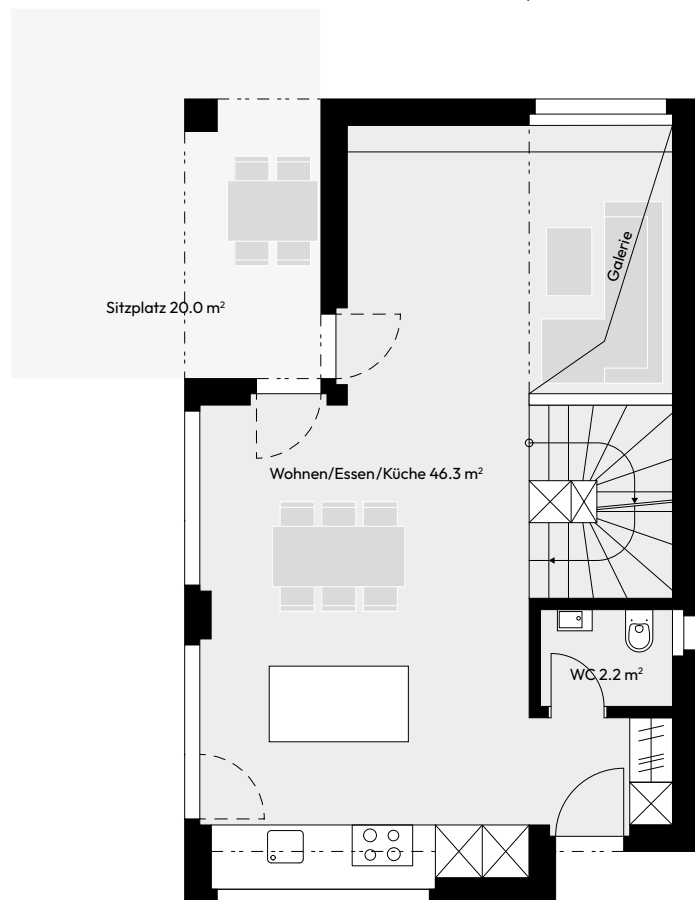 Galerie
Sitzplatz 20.0 m²
Wohnen/Essen/Küche 46.3 m²
WC 2.2 m²